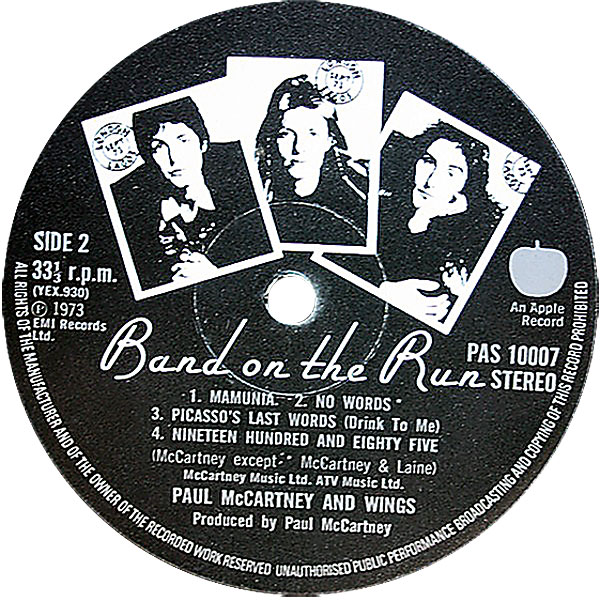 SIDE 2
33⅓ r.p.m.
(YEX.930)
Ⓟ 1973
EMI Records
Ltd.
An Apple
Record
Band on the Run
PAS 10007
STEREO
1. MAMUNIA. 2. NO WORDS*
3. PICASSO'S LAST WORDS (Drink To Me)
4. NINETEEN HUNDRED AND EIGHTY FIVE
(McCartney except-* McCartney & Laine)
McCartney Music Ltd. ATV Music Ltd.
PAUL McCARTNEY AND WINGS
Produced by Paul McCartney
ALL RIGHTS OF THE MANUFACTURER AND OF THE OWNER OF THE RECORDED WORK RESERVED UNAUTHORISED PUBLIC PERFORMANCE BROADCASTING AND COPYING OF THIS RECORD PROHIBITED